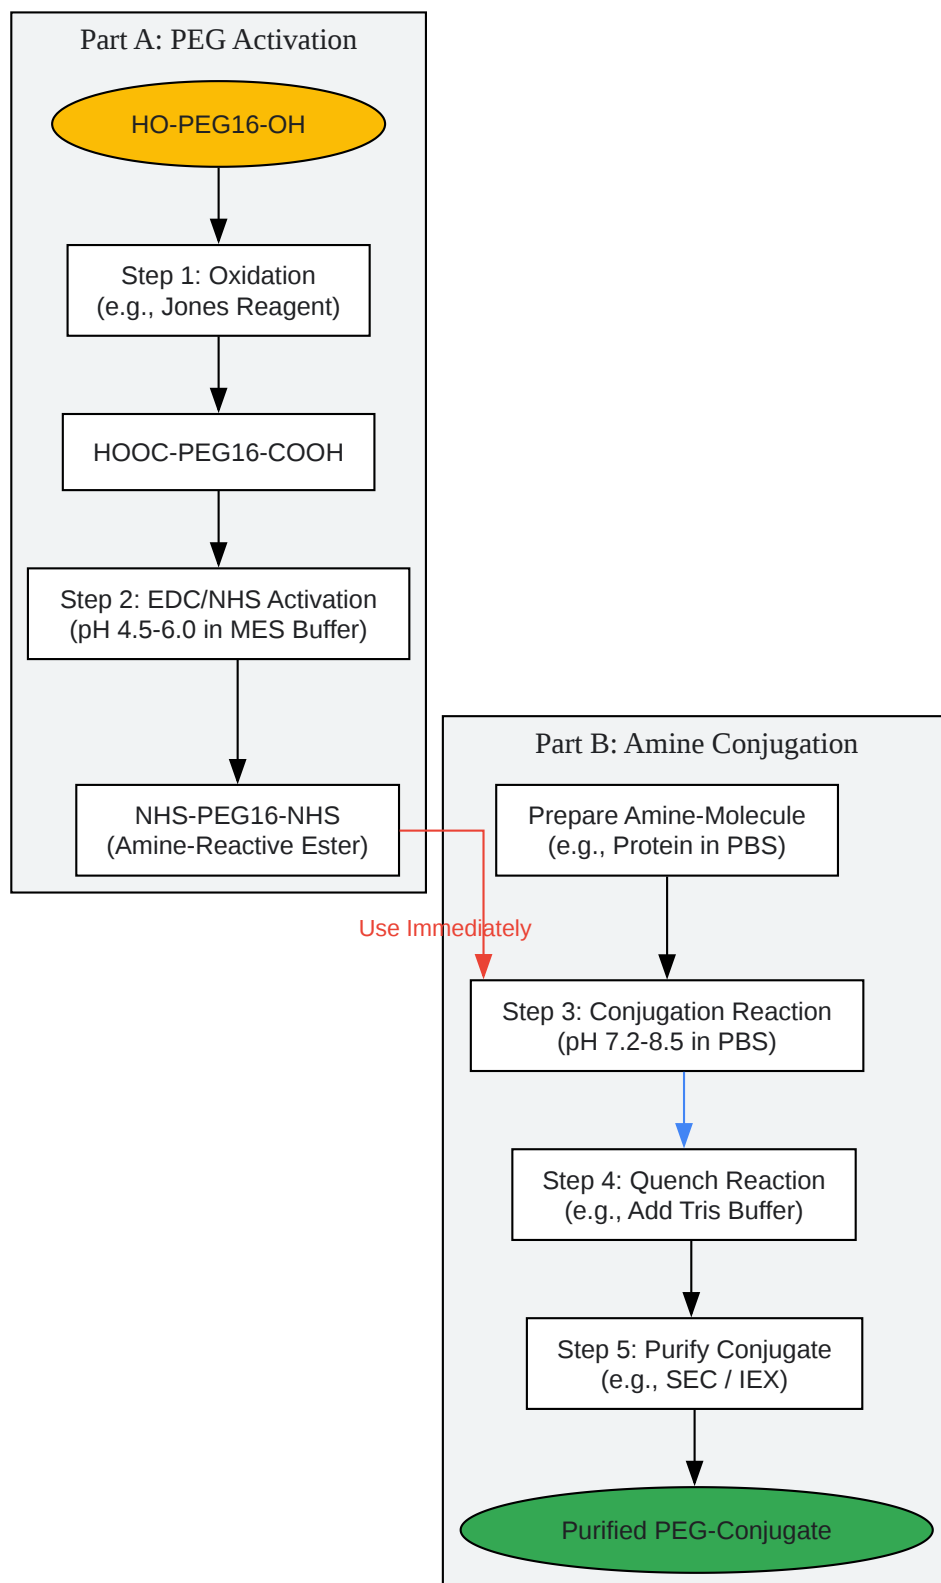 Part A: PEG Activation
HO-PEG16-OH
Step 1: Oxidation
(e.g., Jones Reagent)
HOOC-PEG16-COOH
Step 2: EDC/NHS Activation
(pH 4.5-6.0 in MES Buffer)
NHS-PEG16-NHS
(Amine-Reactive Ester)
Use Immediately
Part B: Amine Conjugation
Prepare Amine-Molecule
(e.g., Protein in PBS)
Step 3: Conjugation Reaction
(pH 7.2-8.5 in PBS)
Step 4: Quench Reaction
(e.g., Add Tris Buffer)
Step 5: Purify Conjugate
(e.g., SEC / IEX)
Purified PEG-Conjugate